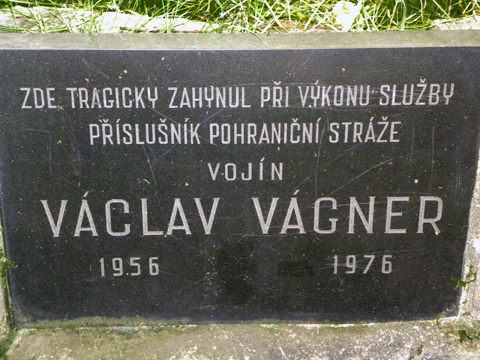 ZDE TRAGICKY ZAHYNUL PŘI VÝKONU SLUŽBY
PŘÍSLUŠNÍK POHRANIČNÍ STRÁŽE
VOJÍN
VÁCLAV VÁGNER
1956 1976